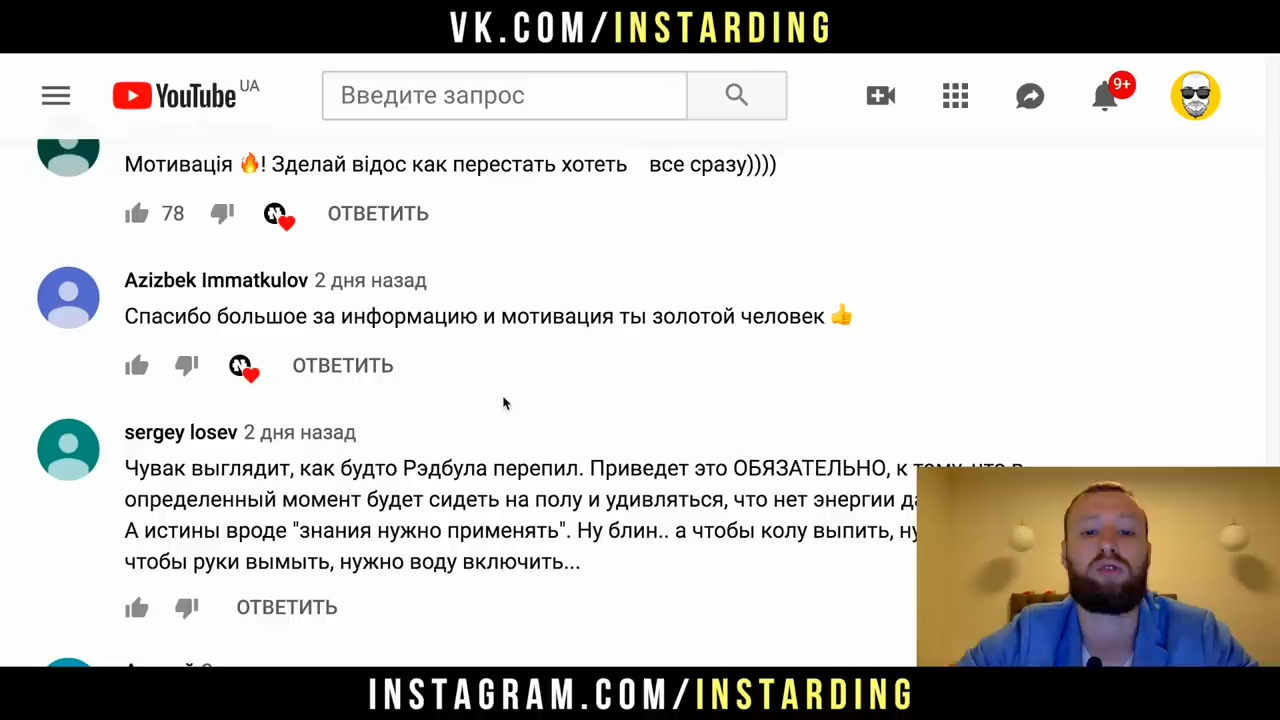 VK.COM/INSTARDING
YouTube UA
Введите запрос
9+
Мотивація 🔥! Зделай відос как перестать хотеть все сразу))))
78
ОТВЕТИТЬ
Azizbek Immatkulov 2 дня назад
Спасибо большое за информацию и мотивация ты золотой человек 👍
ОТВЕТИТЬ
sergey losev 2 дня назад
Чувак выглядит, как будто Рэдбула перепил. Приведет это ОБЯЗАТЕЛЬНО, к тому, что в
определенный момент будет сидеть на полу и удивляться, что нет энергии
А истины вроде "знания нужно применять". Ну блин.. а чтобы колу выпить,
чтобы руки вымыть, нужно воду включить...
ОТВЕТИТЬ
INSTAGRAM.COM/INSTARDING